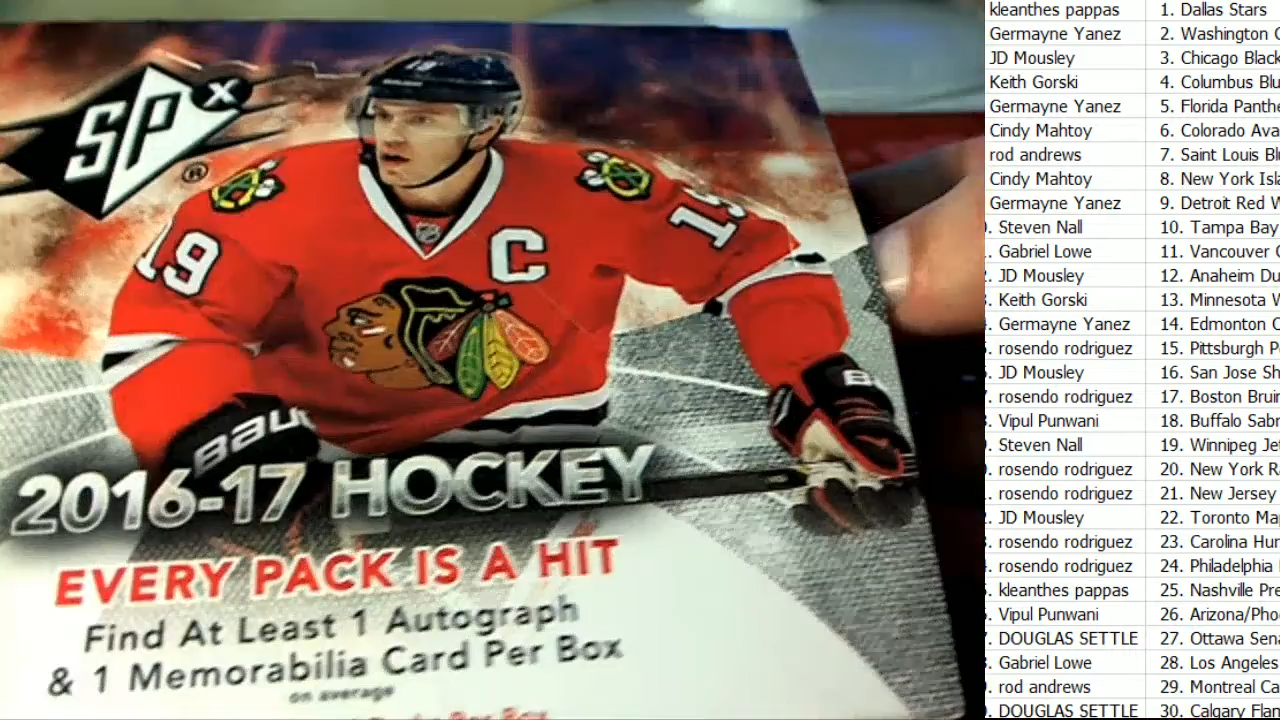 SPx®
19
19
C
BAU
2016-17 HOCKEY
EVERY PACK IS A HIT
Find At Least 1 Autograph
& 1 Memorabilia Card Per Box
on average
Per Box
kleanthes pappas 1. Dallas Stars
Germayne Yanez 2. Washington C
JD Mousley 3. Chicago Black
Keith Gorski 4. Columbus Blu
Germayne Yanez 5. Florida Panthe
Cindy Mahtoy 6. Colorado Ava
rod andrews 7. Saint Louis Blu
Cindy Mahtoy 8. New York Isla
Germayne Yanez 9. Detroit Red W
. Steven Nall 10. Tampa Bay
. Gabriel Lowe 11. Vancouver C
. JD Mousley 12. Anaheim Du
. Keith Gorski 13. Minnesota W
. Germayne Yanez 14. Edmonton O
. rosendo rodriguez 15. Pittsburgh P
. JD Mousley 16. San Jose Sh
. rosendo rodriguez 17. Boston Bruin
. Vipul Punwani 18. Buffalo Sabr
. Steven Nall 19. Winnipeg Je
. rosendo rodriguez 20. New York R
. rosendo rodriguez 21. New Jersey
. JD Mousley 22. Toronto Map
. rosendo rodriguez 23. Carolina Hur
. rosendo rodriguez 24. Philadelphia
. kleanthes pappas 25. Nashville Pre
. Vipul Punwani 26. Arizona/Pho
. DOUGLAS SETTLE 27. Ottawa Sena
. Gabriel Lowe 28. Los Angeles
. rod andrews 29. Montreal Ca
. DOUGLAS SETTLE 30. Calgary Flam